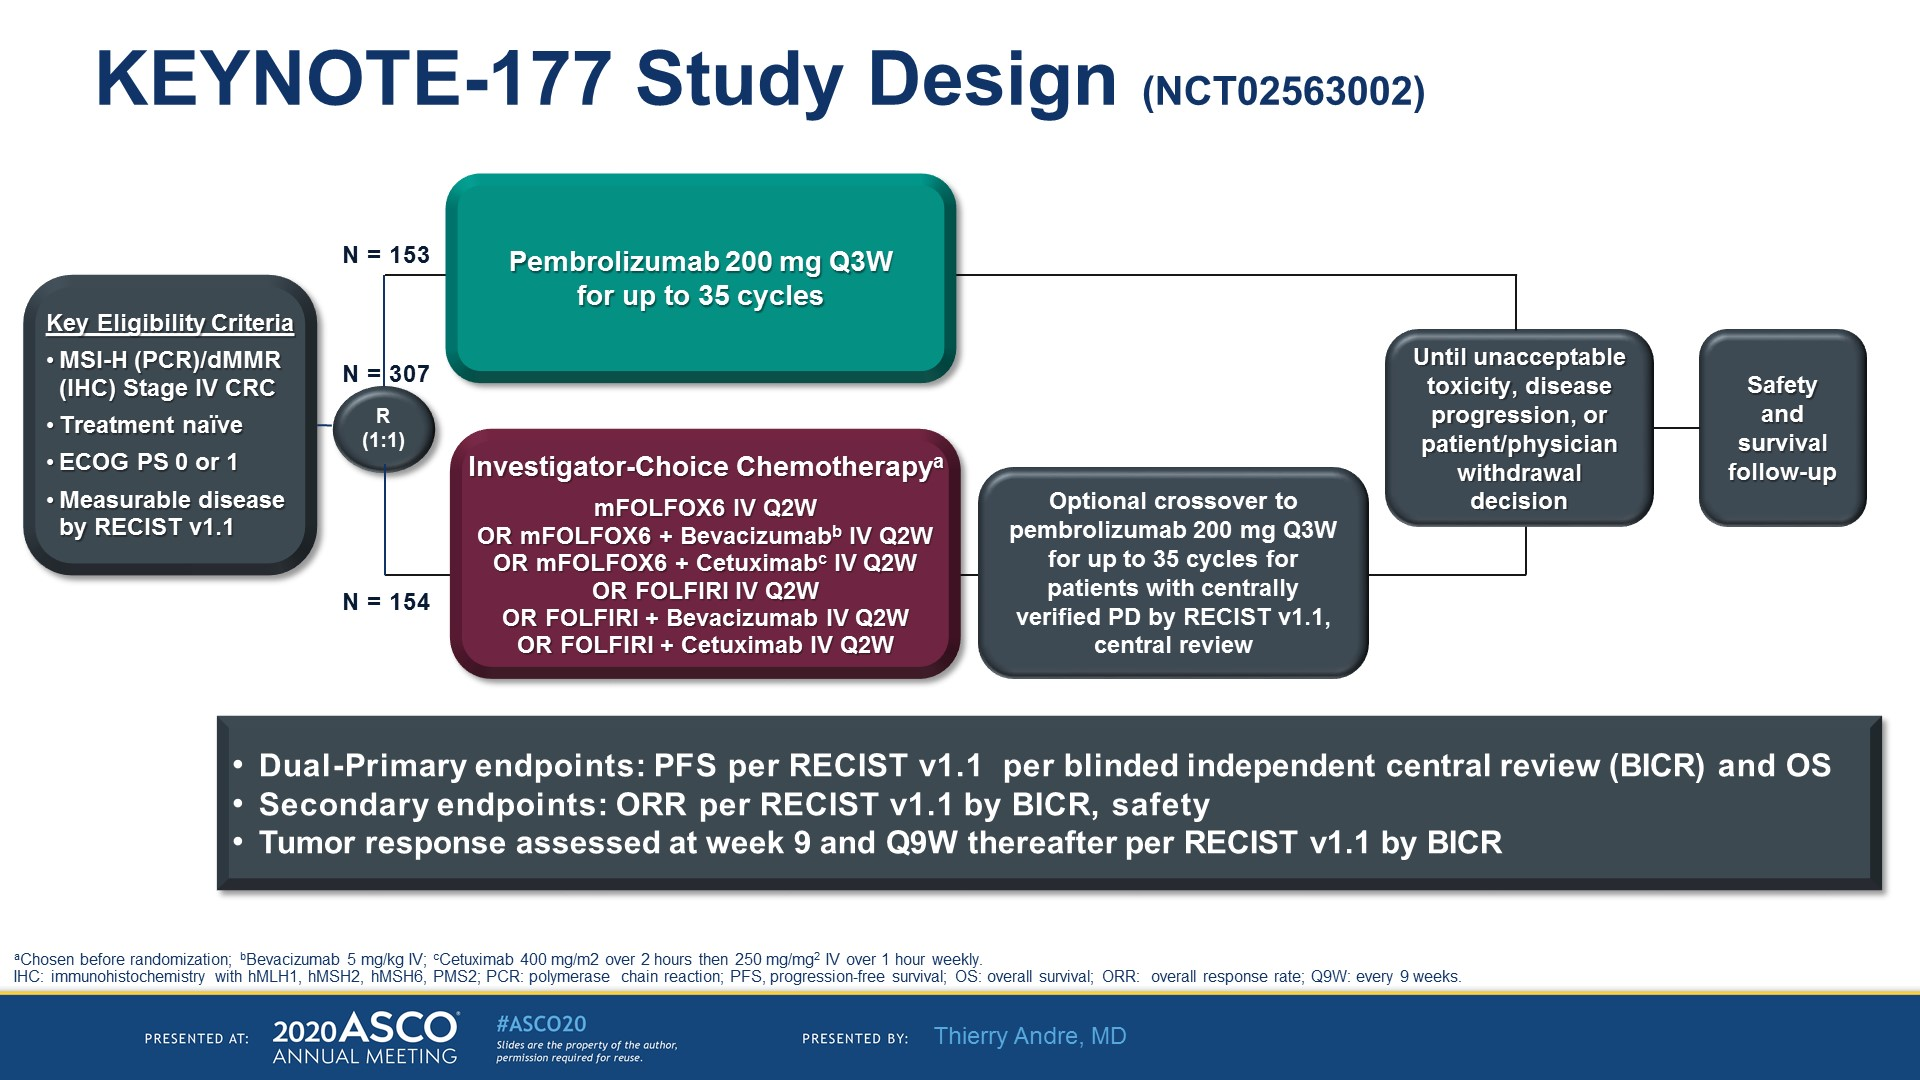 KEYNOTE-177 Study Design (NCT02563002)
Key Eligibility Criteria
• MSI-H (PCR)/dMMR
(IHC) Stage IV CRC
• Treatment naïve
• ECOG PS 0 or 1
• Measurable disease
by RECIST v1.1
N = 153
N = 307
R
(1:1)
N = 154
Pembrolizumab 200 mg Q3W
for up to 35 cycles
Investigator-Choice Chemotherapyᵃ
mFOLFOX6 IV Q2W
OR mFOLFOX6 + Bevacizumabᵇ IV Q2W
OR mFOLFOX6 + Cetuximabᶜ IV Q2W
OR FOLFIRI IV Q2W
OR FOLFIRI + Bevacizumab IV Q2W
OR FOLFIRI + Cetuximab IV Q2W
Optional crossover to
pembrolizumab 200 mg Q3W
for up to 35 cycles for
patients with centrally
verified PD by RECIST v1.1,
central review
Until unacceptable
toxicity, disease
progression, or
patient/physician
withdrawal
decision
Safety
and
survival
follow-up
• Dual-Primary endpoints: PFS per RECIST v1.1 per blinded independent central review (BICR) and OS
• Secondary endpoints: ORR per RECIST v1.1 by BICR, safety
• Tumor response assessed at week 9 and Q9W thereafter per RECIST v1.1 by BICR
ᵃChosen before randomization; ᵇBevacizumab 5 mg/kg IV; ᶜCetuximab 400 mg/m2 over 2 hours then 250 mg/mg² IV over 1 hour weekly.
IHC: immunohistochemistry with hMLH1, hMSH2, hMSH6, PMS2; PCR: polymerase chain reaction; PFS, progression-free survival; OS: overall survival; ORR: overall response rate; Q9W: every 9 weeks.
PRESENTED AT:
2020 ASCO
ANNUAL MEETING
#ASCO20
Slides are the property of the author,
permission required for reuse.
PRESENTED BY:
Thierry Andre, MD